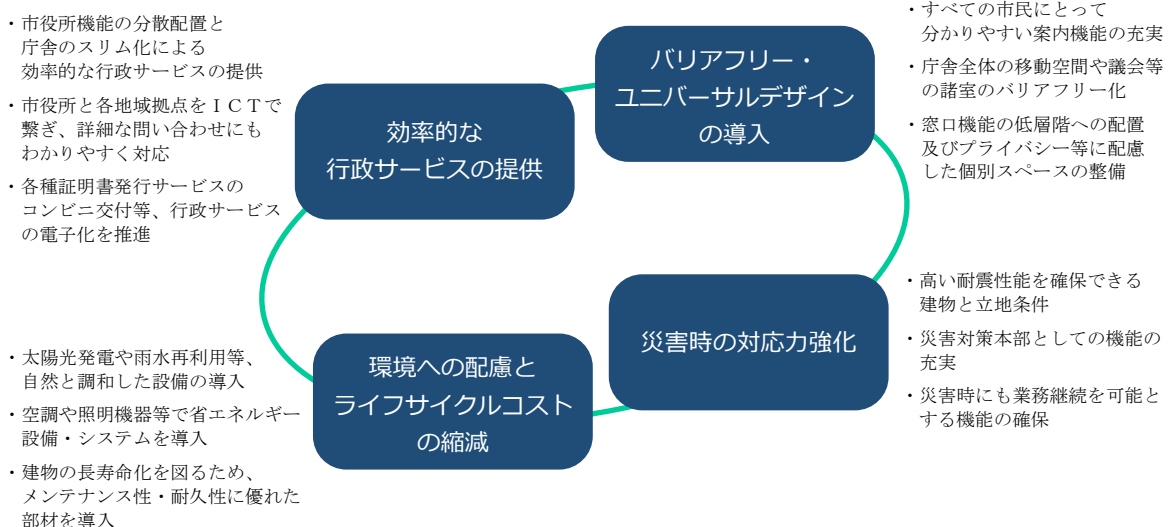 ・市役所機能の分散配置と
庁舎のスリム化による
効率的な行政サービスの提供
・市役所と各地域拠点をＩＣＴで
繋ぎ、詳細な問い合わせにも
わかりやすく対応
・各種証明書発行サービスの
コンビニ交付等、行政サービス
の電子化を推進
効率的な
行政サービスの提供
バリアフリー・
ユニバーサルデザイン
の導入
・すべての市民にとって
分かりやすい案内機能の充実
・庁舎全体の移動空間や議会等
の諸室のバリアフリー化
・窓口機能の低層階への配置
及びプライバシー等に配慮
した個別スペースの整備
・太陽光発電や雨水再利用等、
自然と調和した設備の導入
・空調や照明機器等で省エネルギー
設備・システムを導入
・建物の長寿命化を図るため、
メンテナンス性・耐久性に優れた
部材を導入
環境への配慮と
ライフサイクルコスト
の縮減
災害時の対応力強化
・高い耐震性能を確保できる
建物と立地条件
・災害対策本部としての機能の
充実
・災害時にも業務継続を可能と
する機能の確保